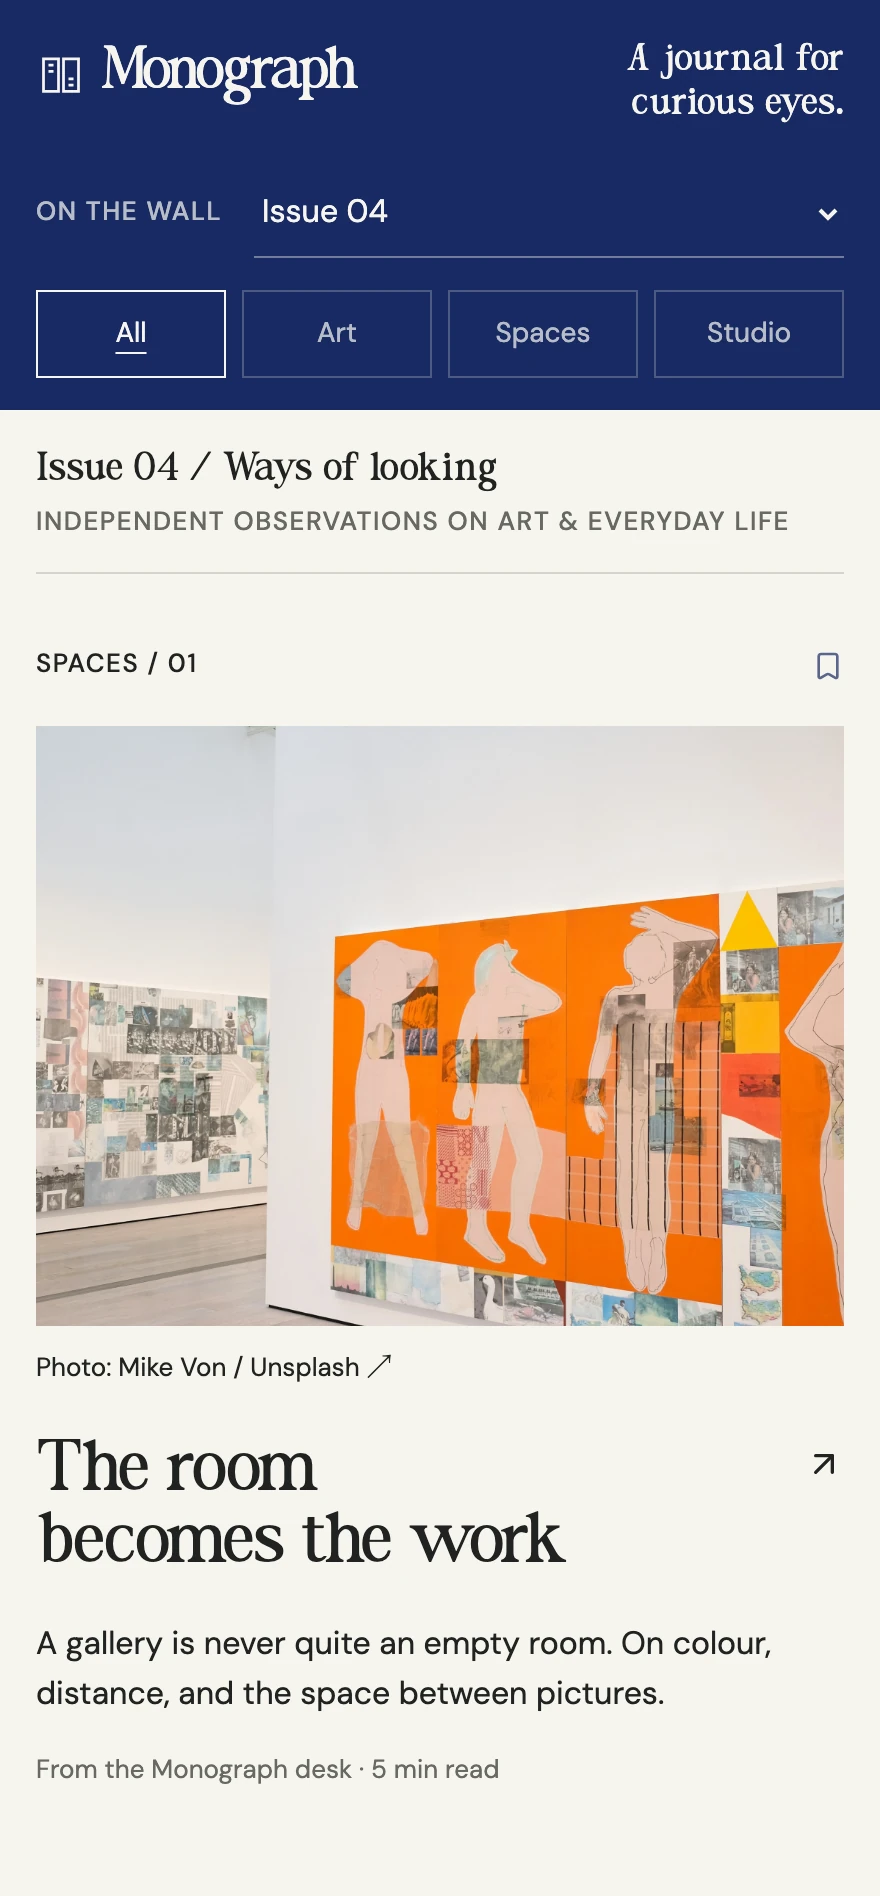 Monograph
A journal for
curious eyes.
ON THE WALL
Issue 04
All
Art
Spaces
Studio
Issue 04 / Ways of looking
INDEPENDENT OBSERVATIONS ON ART & EVERYDAY LIFE
SPACES / 01
Photo: Mike Von / Unsplash ↗
The room
becomes the work
A gallery is never quite an empty room. On colour,
distance, and the space between pictures.
From the Monograph desk · 5 min read